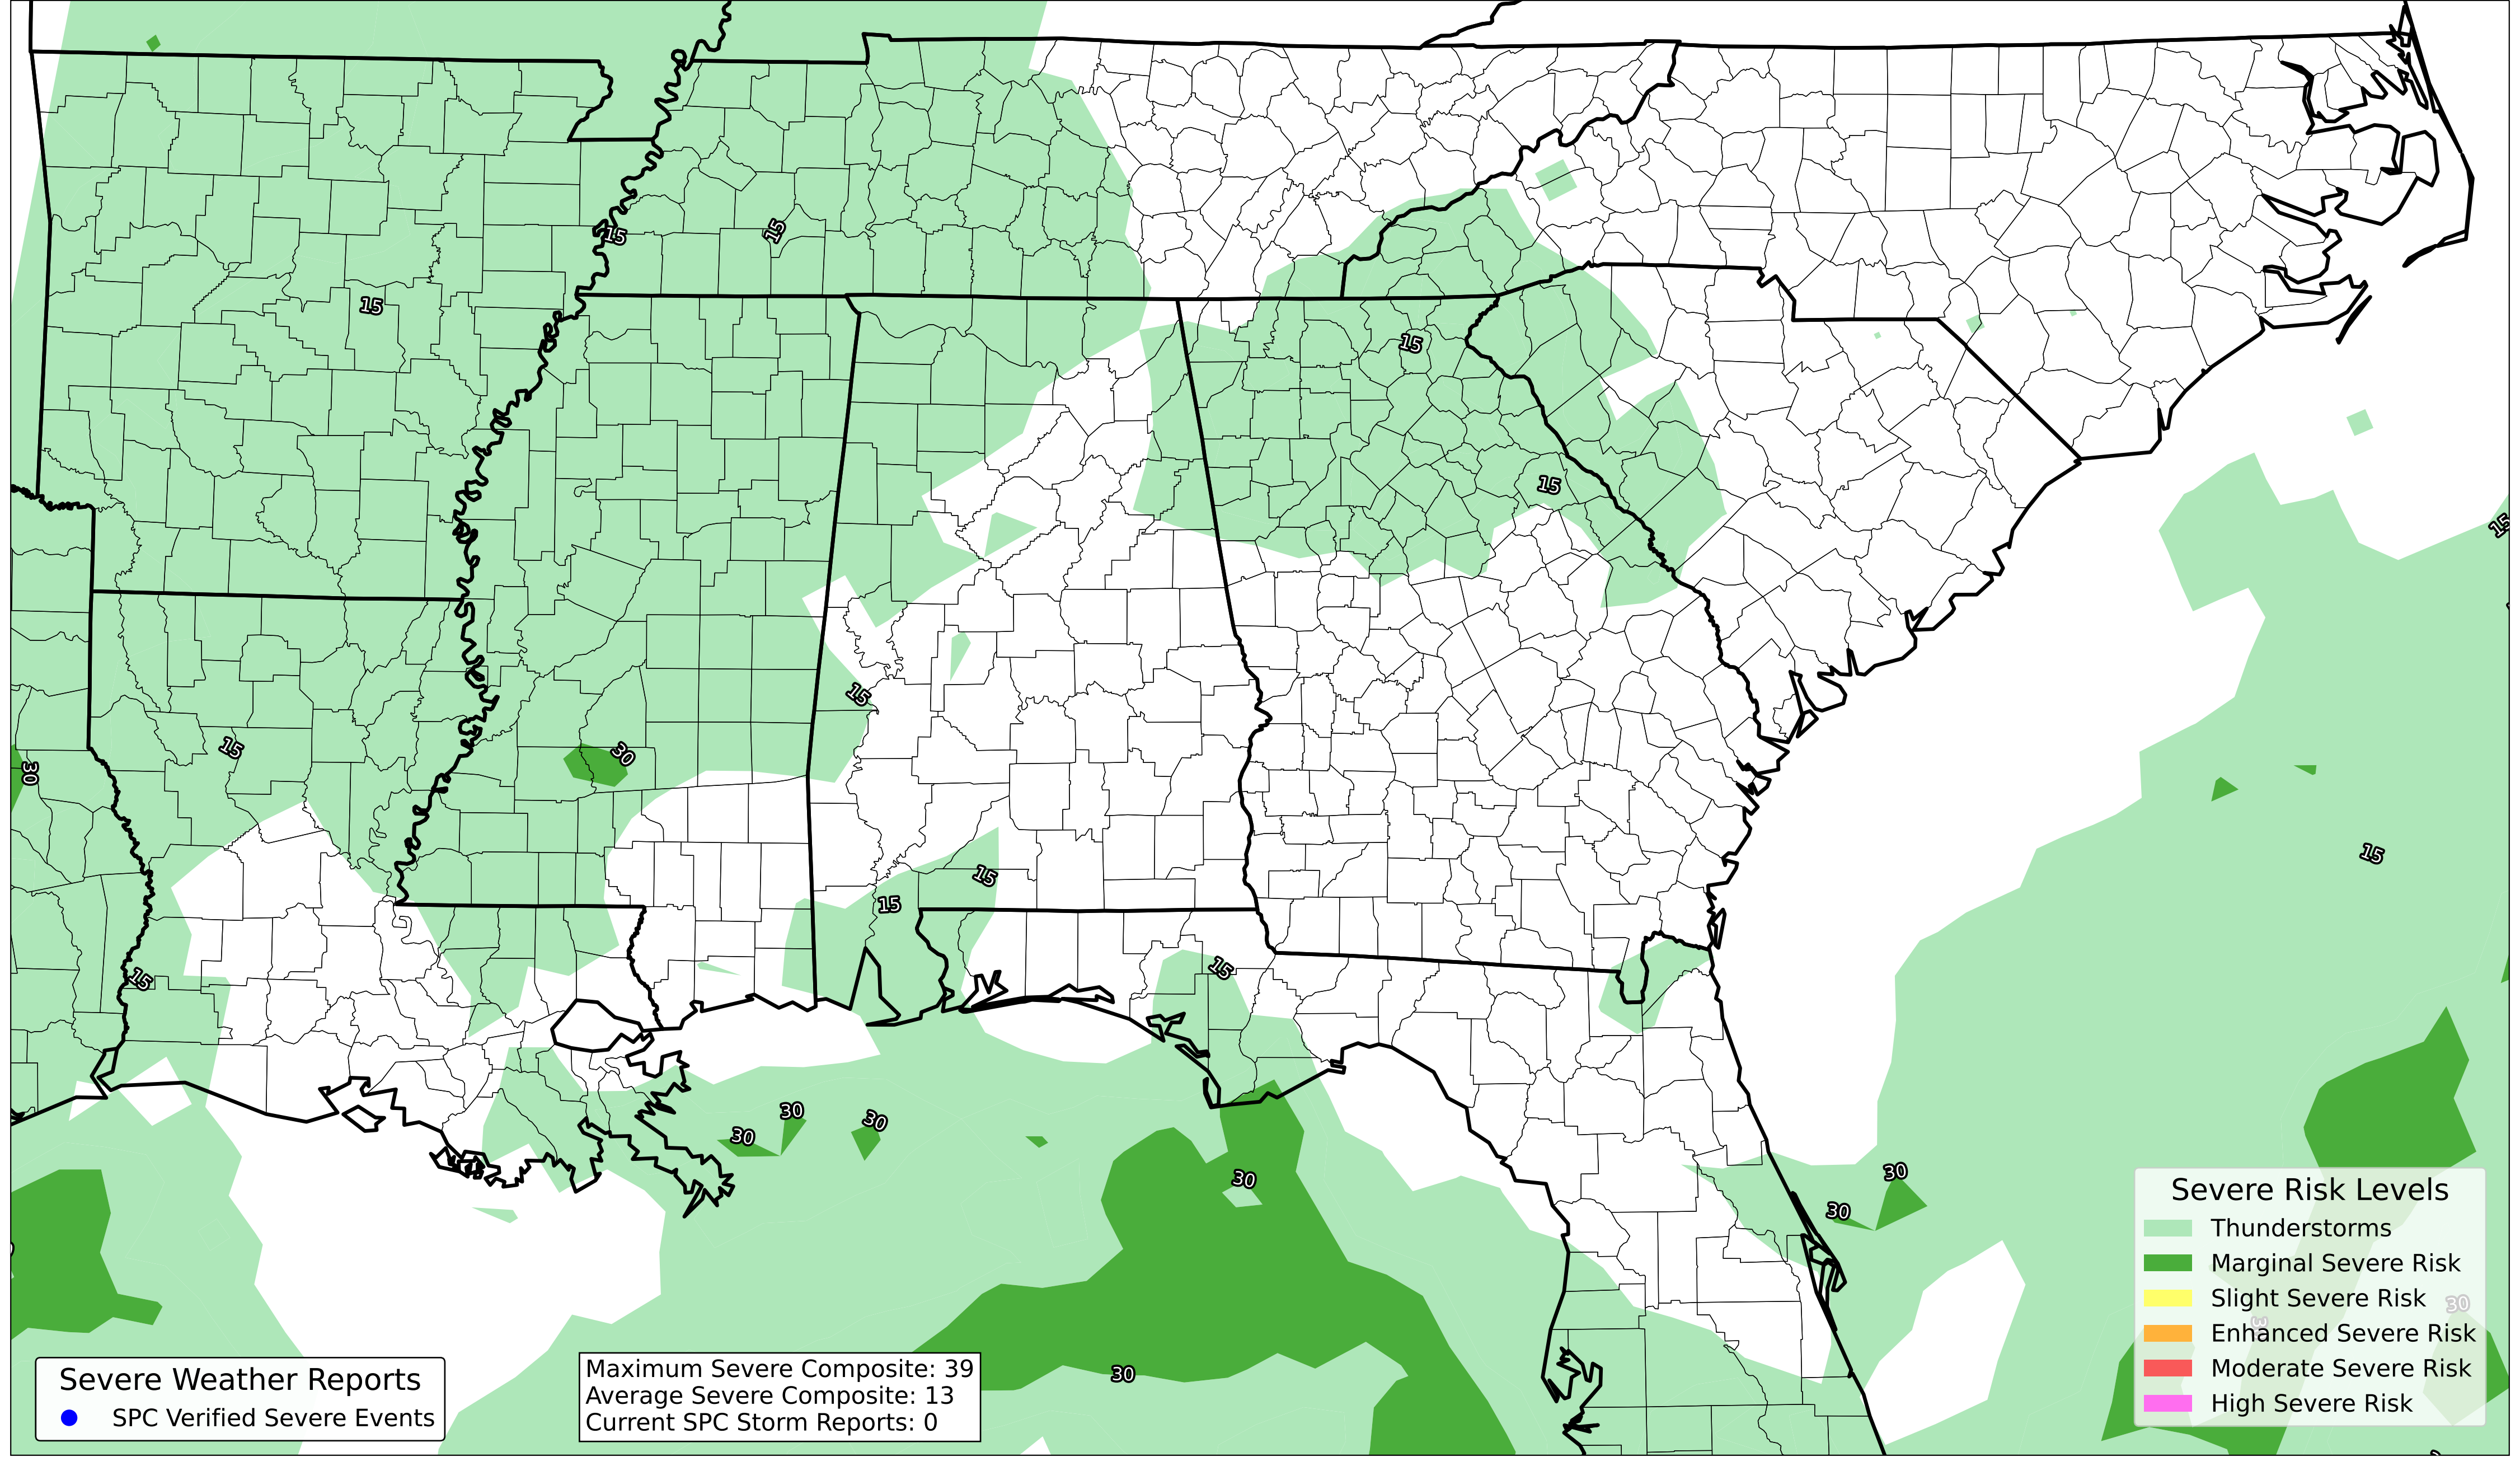 15
15
15
15
15
15
15
15
30
15
30
15
15
15
15
15
30
30
30
30
30
30
30
Severe Risk Levels
Thunderstorms
Marginal Severe Risk
Slight Severe Risk
30
Enhanced Severe Risk
Moderate Severe Risk
High Severe Risk
Severe Weather Reports
SPC Verified Severe Events
Maximum Severe Composite: 39
Average Severe Composite: 13
Current SPC Storm Reports: 0